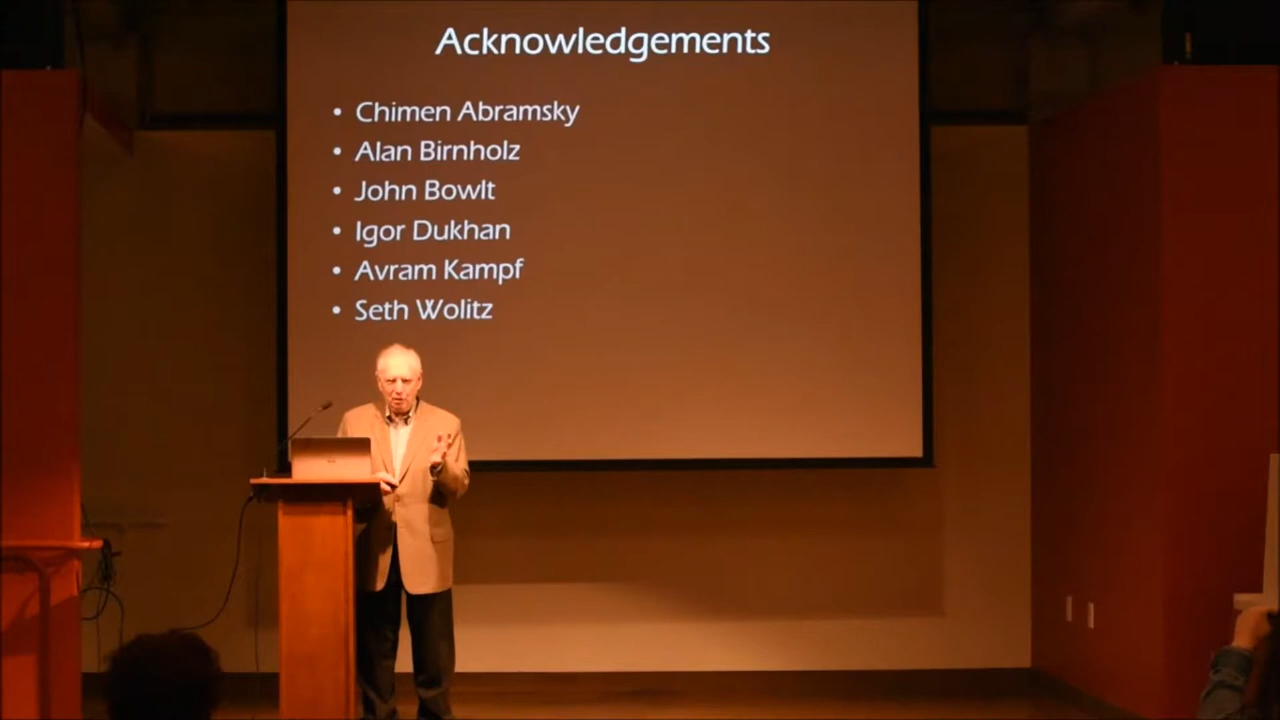 Acknowledgements
• Chimen Abramsky
• Alan Birnholz
• John Bowlt
• Igor Dukhan
• Avram Kampf
• Seth Wolitz